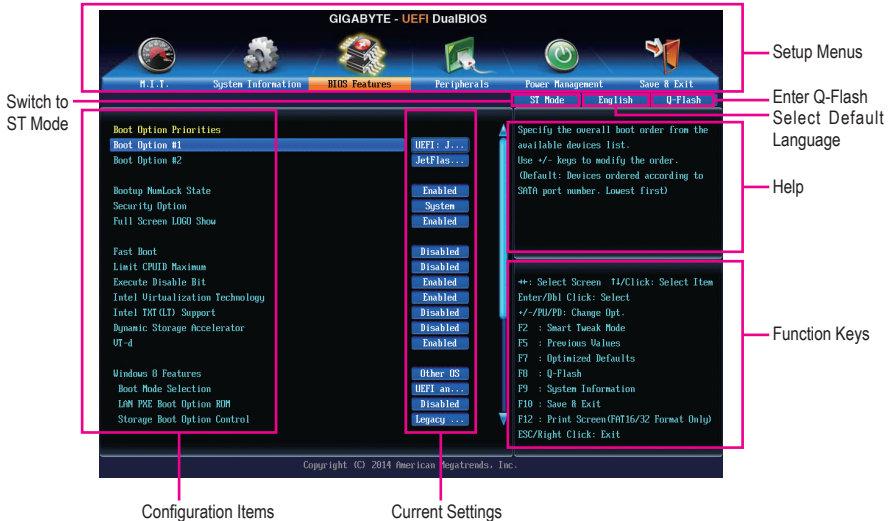 GIGABYTE - UEFI DualBIOS
Setup Menus
M.I.T. System Information BIOS Features Peripherals Power Management Save & Exit
Switch to
ST Mode
ST Mode English Q-Flash
Enter Q-Flash
Select Default
Language
Boot Option Priorities
Boot Option #1 UEFI: J...
Boot Option #2 JetFlas...
Bootup NumLock State Enabled
Security Option System
Full Screen LOGO Show Enabled
Fast Boot Disabled
Limit CPUID Maximum Disabled
Execute Disable Bit Enabled
Intel Virtualization Technology Enabled
Intel TXT(LT) Support Disabled
Dynamic Storage Accelerator Disabled
VT-d Enabled
Windows 8 Features Other OS
Boot Mode Selection UEFI an...
LAN PXE Boot Option ROM Disabled
Storage Boot Option Control Legacy ...
Specify the overall boot order from the
available devices list.
Use +/- keys to modify the order.
(Default: Devices ordered according to
SATA port number. Lowest first)
Help
→←: Select Screen ↑↓/Click: Select Item
Enter/Dbl Click: Select
+/-/PU/PD: Change Opt.
F2 : Smart Tweak Mode
F5 : Previous Values
F7 : Optimized Defaults
F8 : Q-Flash
F9 : System Information
F10 : Save & Exit
F12 : Print Screen(FAT16/32 Format Only)
ESC/Right Click: Exit
Function Keys
Copyright (C) 2014 American Megatrends, Inc.
Configuration Items
Current Settings